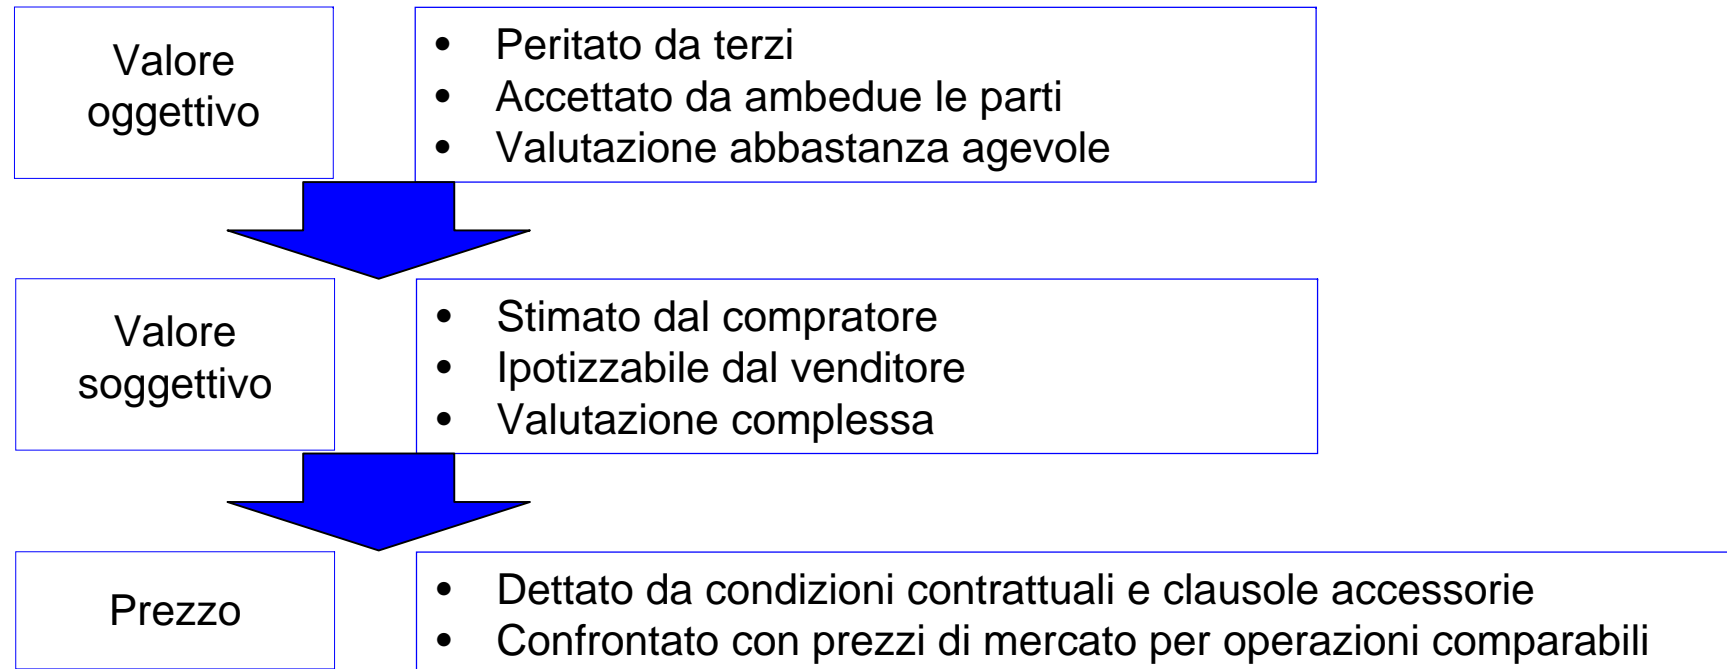 Valore
oggettivo
• Peritato da terzi
• Accettato da ambedue le parti
• Valutazione abbastanza agevole
Valore
soggettivo
• Stimato dal compratore
• Ipotizzabile dal venditore
• Valutazione complessa
Prezzo
• Dettato da condizioni contrattuali e clausole accessorie
• Confrontato con prezzi di mercato per operazioni comparabili